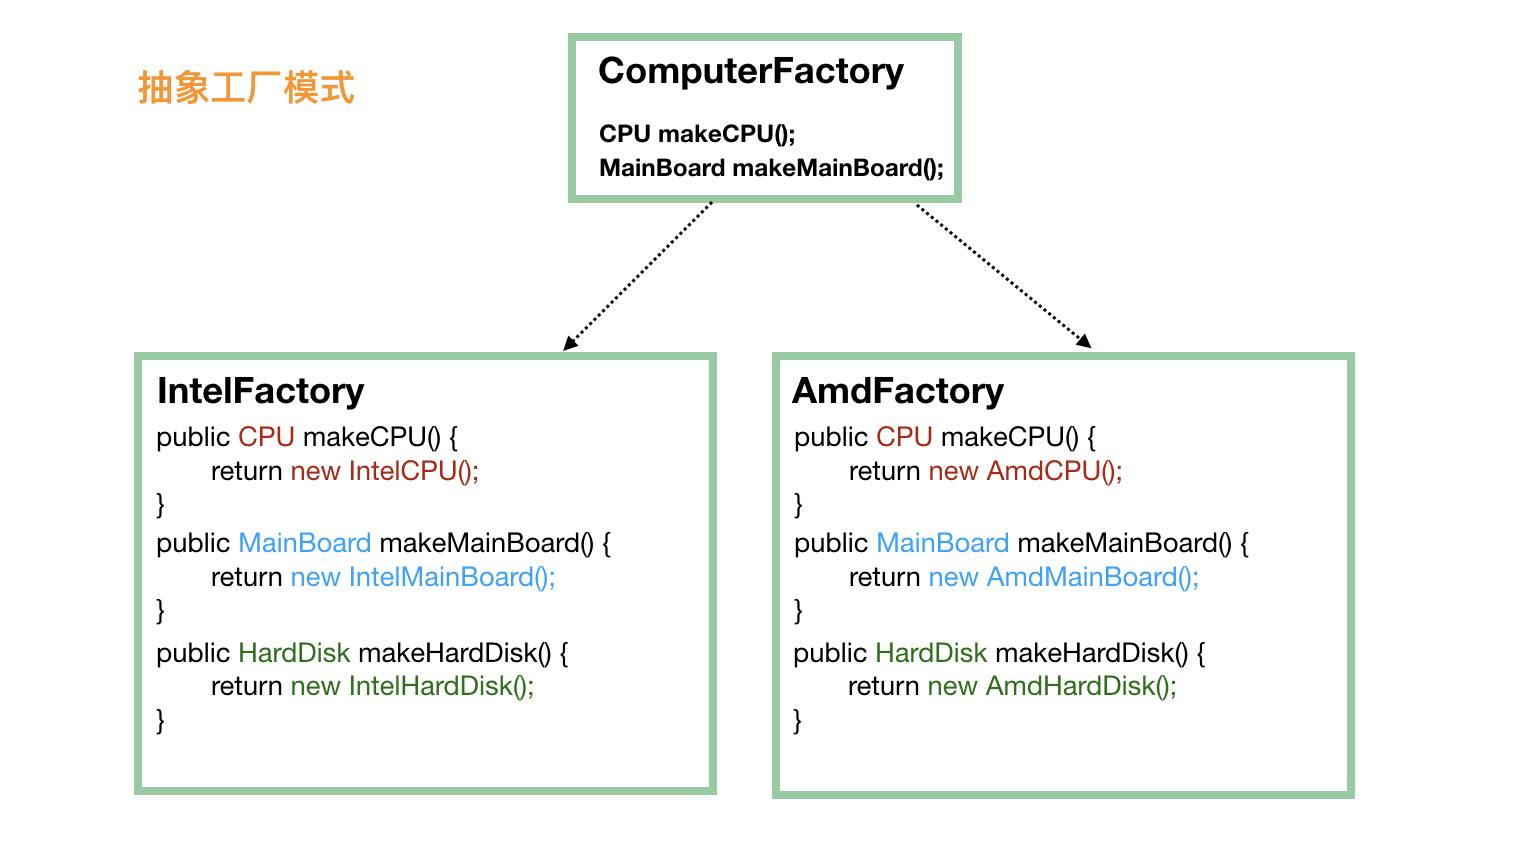 抽象工厂模式
ComputerFactory
CPU makeCPU();
MainBoard makeMainBoard();
IntelFactory
public CPU makeCPU() {
return new IntelCPU();
}
public MainBoard makeMainBoard() {
return new IntelMainBoard();
}
public HardDisk makeHardDisk() {
return new IntelHardDisk();
}
AmdFactory
public CPU makeCPU() {
return new AmdCPU();
}
public MainBoard makeMainBoard() {
return new AmdMainBoard();
}
public HardDisk makeHardDisk() {
return new AmdHardDisk();
}